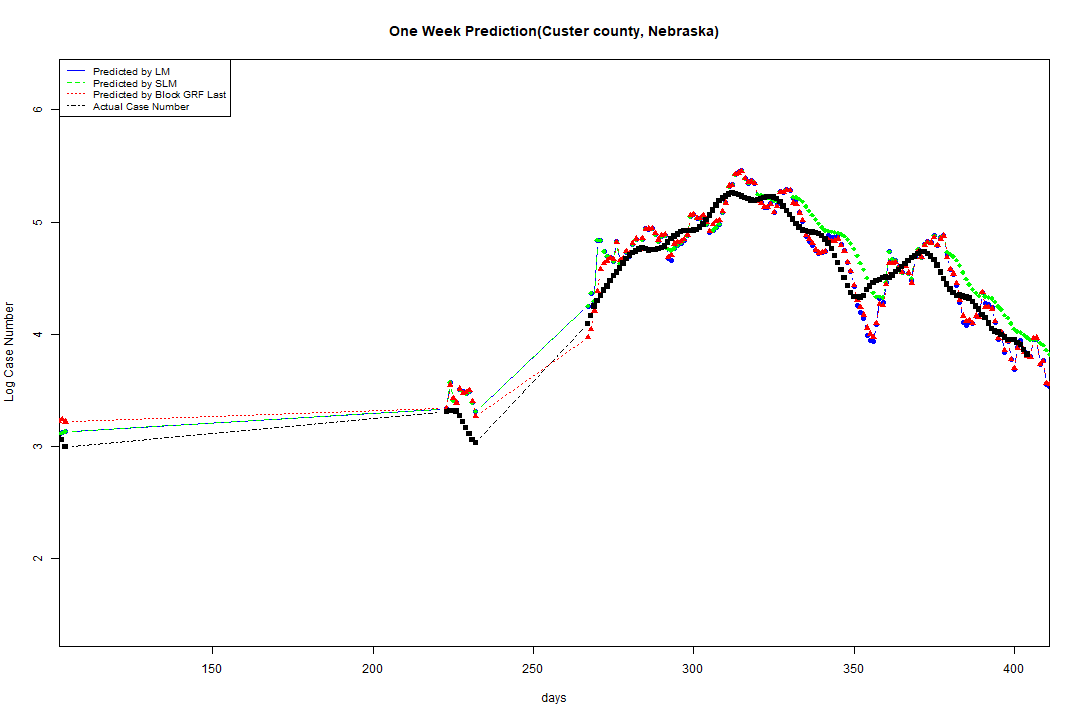 One Week Prediction(Custer county, Nebraska)
Predicted by LM
Predicted by SLM
Predicted by Block GRF Last
Actual Case Number
Log Case Number
6
5
4
3
2
150 200 250 300 350 400
days